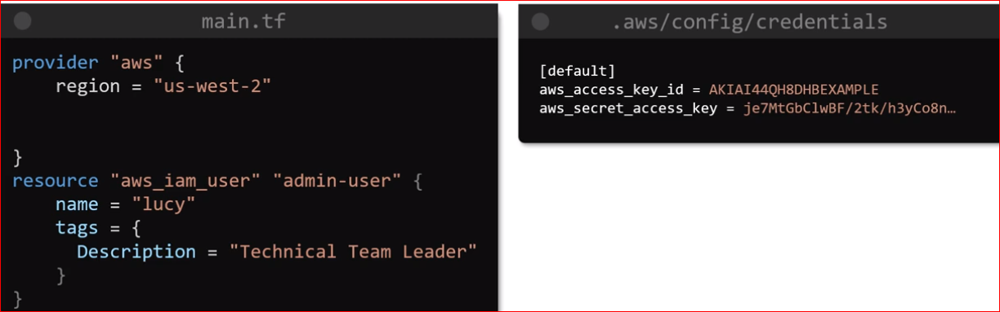 main.tf
provider "aws" {
    region = "us-west-2"
}
resource "aws_iam_user" "admin-user" {
    name = "lucy"
    tags = {
      Description = "Technical Team Leader"
    }
}
.aws/config/credentials
[default]
aws_access_key_id = AKIAI44QH8DHBEXAMPLE
aws_secret_access_key = je7MtGbClwBF/2tk/h3yCo8n…